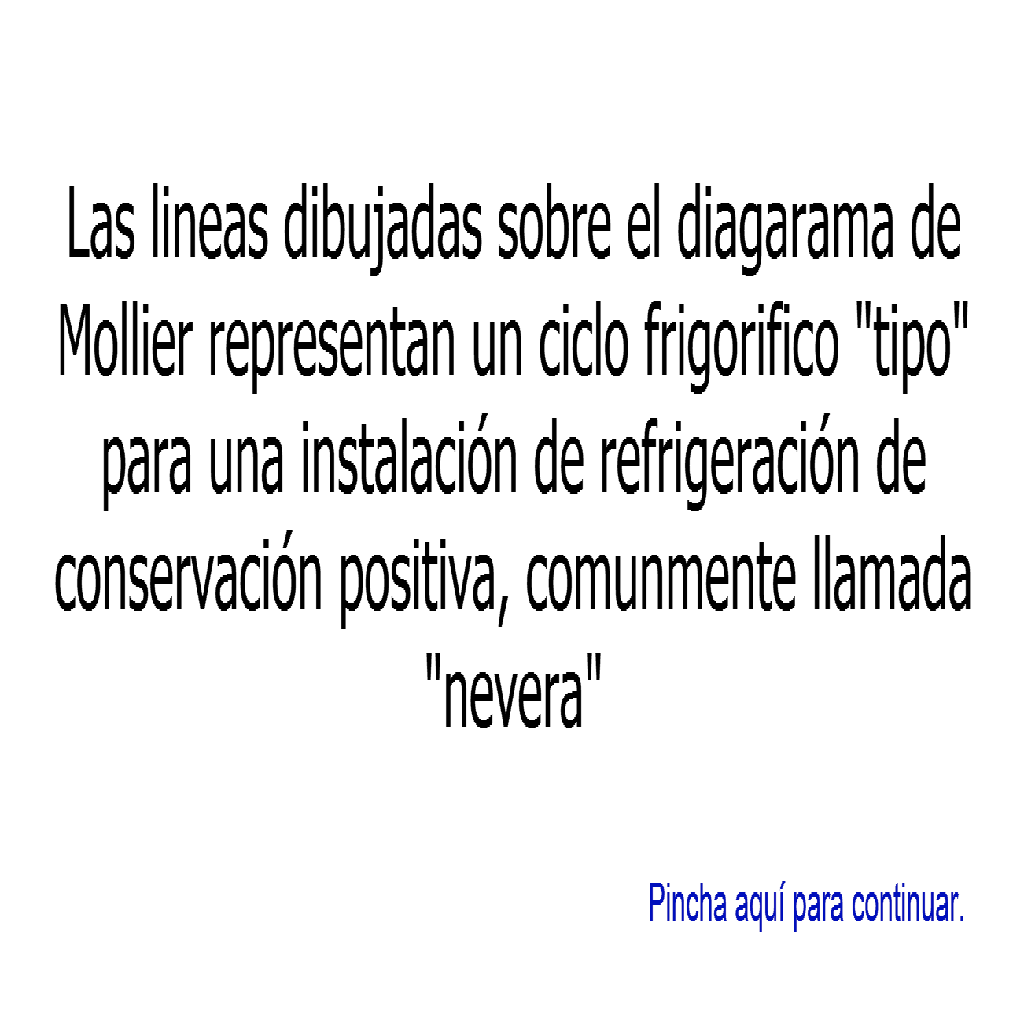 Las lineas dibujadas sobre el diagarama de
Mollier representan un ciclo frigorifico "tipo"
para una instalación de refrigeración de
conservación positiva, comunmente llamada
"nevera"
Pincha aquí para continuar.